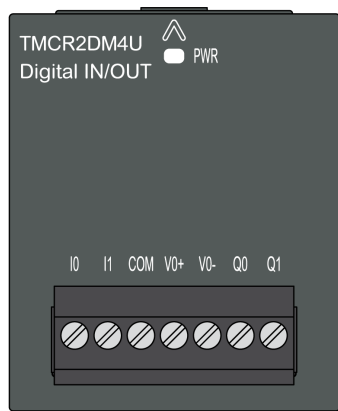 TMCR2DM4U
Digital IN/OUT
PWR
I0 I1 COM V0+ V0- Q0 Q1